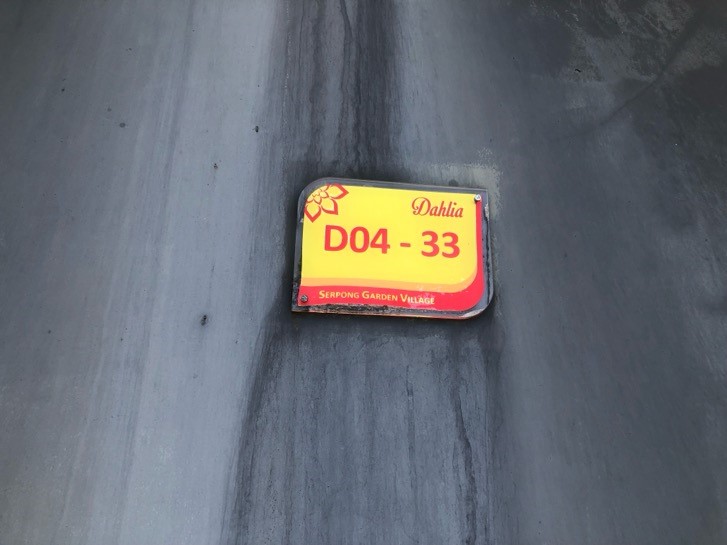 Dahlia
D04 - 33
SERPONG GARDEN VILLAGE